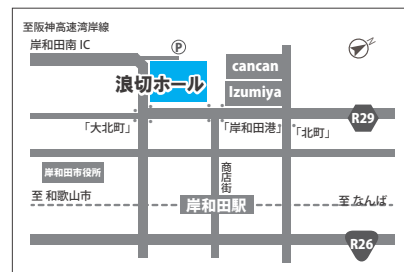 至阪神高速湾岸線
岸和田南 IC
P
Z
cancan
浪切ホール
Izumiya
R29
「大北町」
「岸和田港」
「北町」
岸和田市役所
商店街
至 和歌山市
岸和田駅
至 なんば
R26